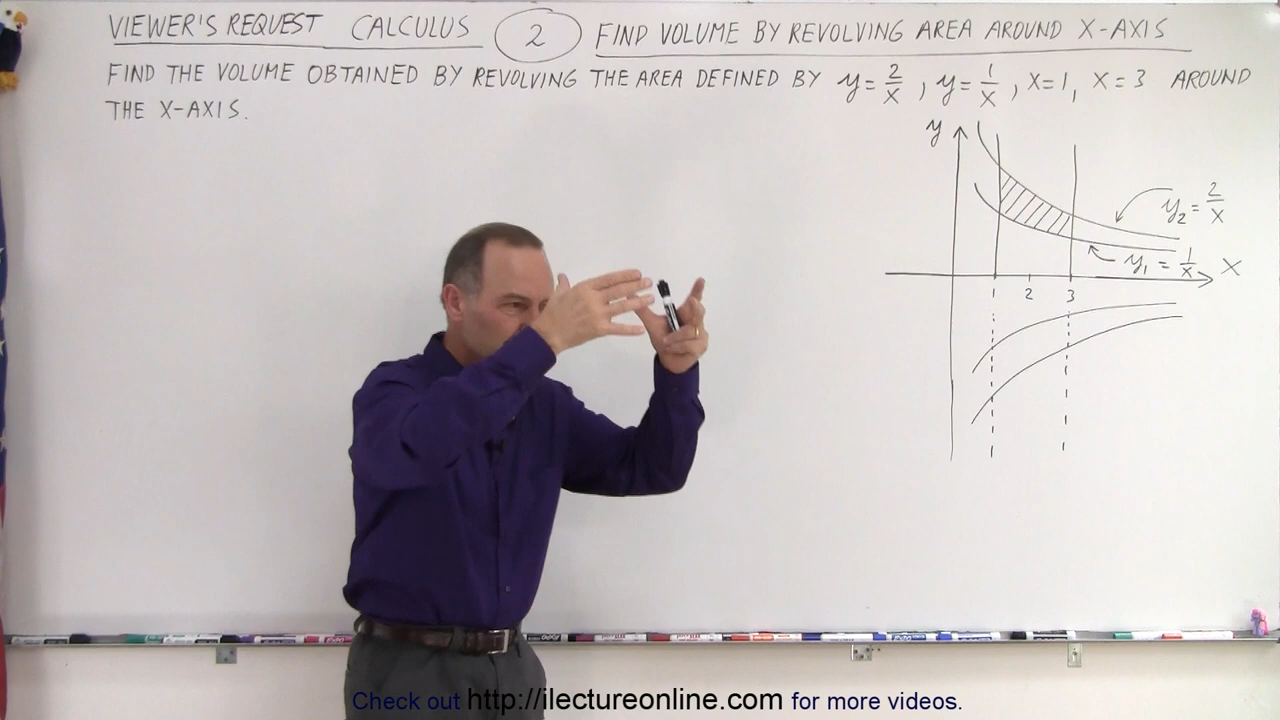 VIEWER'S REQUEST CALCULUS 2 FIND VOLUME BY REVOLVING AREA AROUND X-AXIS
FIND THE VOLUME OBTAINED BY REVOLVING THE AREA DEFINED BY y=2/x, y=1/x, x=1, x=3 AROUND
THE X-AXIS.
y
y₂=2/x
y₁=1/x
x
1 2 3
Check out http://ilectureonline.com for more videos.